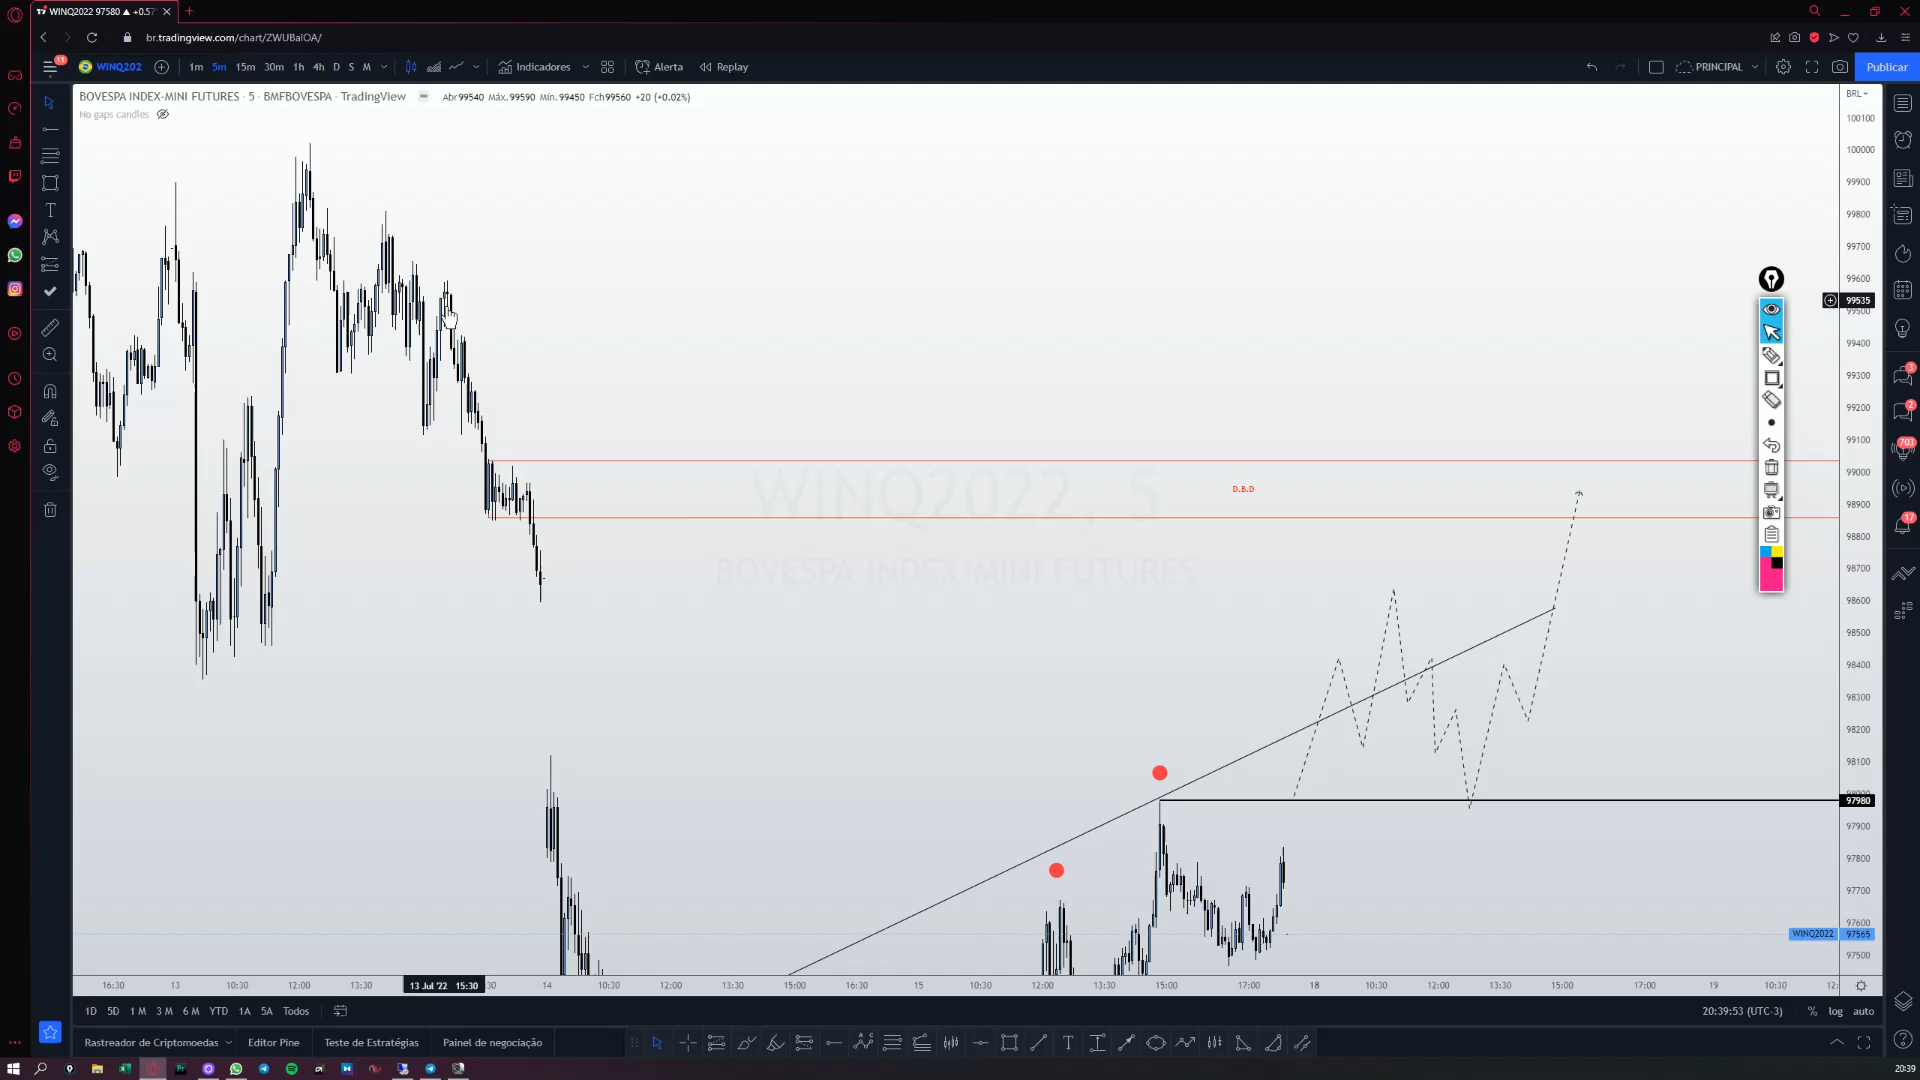 WINQ2022 97580 ▲ +0.57
br.tradingview.com/chart/ZWUBalOA/
11
WINQ202
1m 5m 15m 30m 1h 4h D S M
Indicadores
Alerta
Replay
PRINCIPAL
Publicar
BOVESPA INDEX-MINI FUTURES · 5 · BMFBOVESPA · TradingView
Abr99540 Máx.99590 Mín.99450 Fch99560 +20 (+0.02%)
No gaps candles
BRL
100100
100000
99900
99800
99700
99600
99535
99500
99400
99300
99200
99100
99000
98900
98800
98700
98600
98500
98400
98300
98200
98100
97980
97900
97800
97700
97600
WINQ2022 97565
97500
WINQ2022, 5
BOVESPA INDEX-MINI FUTURES
D.B.D
3
2
703
17
16:30 13 10:30 12:00 13:30 13 Jul '22 15:30 :30 14 10:30 12:00 13:30 15:00 16:30 15 10:30 12:00 13:30 15:00 17:00 18 10:30 12:00 13:30 15:00 17:00 19 10:30 12:
1D 5D 1M 3M 6M YTD 1A 5A Todos
20:39:53 (UTC-3) % log auto
Rastreador de Criptomoedas Editor Pine Teste de Estratégias Painel de negociação
20:39